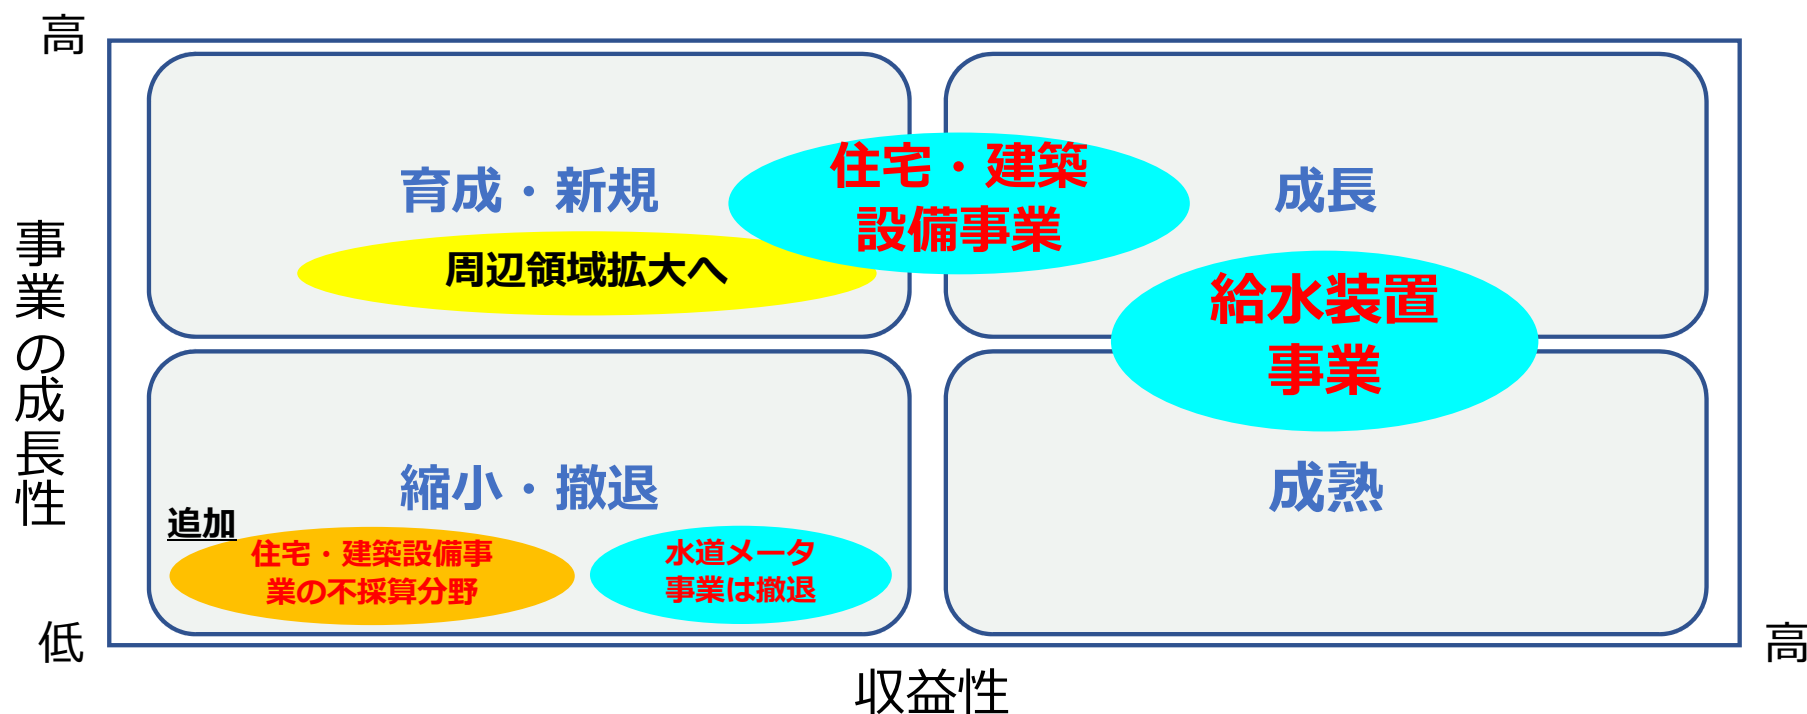 高
事業の成長性
育成・新規
住宅・建築
設備事業
成長
周辺領域拡大へ
給水装置
事業
縮小・撤退
成熟
追加
住宅・建築設備事
業の不採算分野
水道メータ
事業は撤退
低
高
収益性